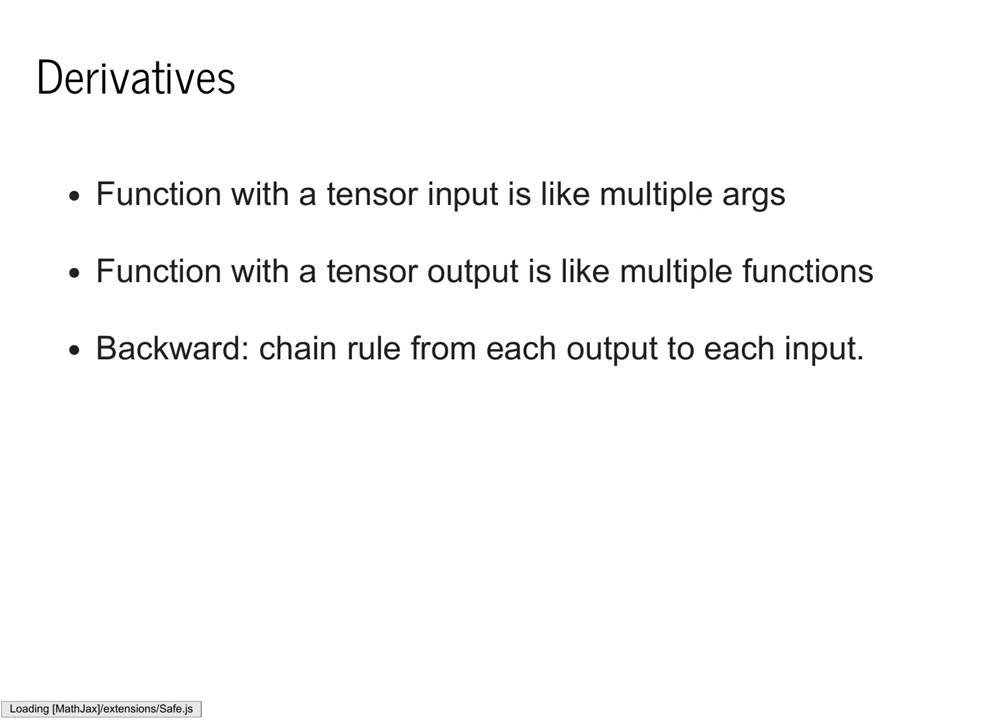 Derivatives
• Function with a tensor input is like multiple args
• Function with a tensor output is like multiple functions
• Backward: chain rule from each output to each input.
Loading [MathJax]/extensions/Safe.js